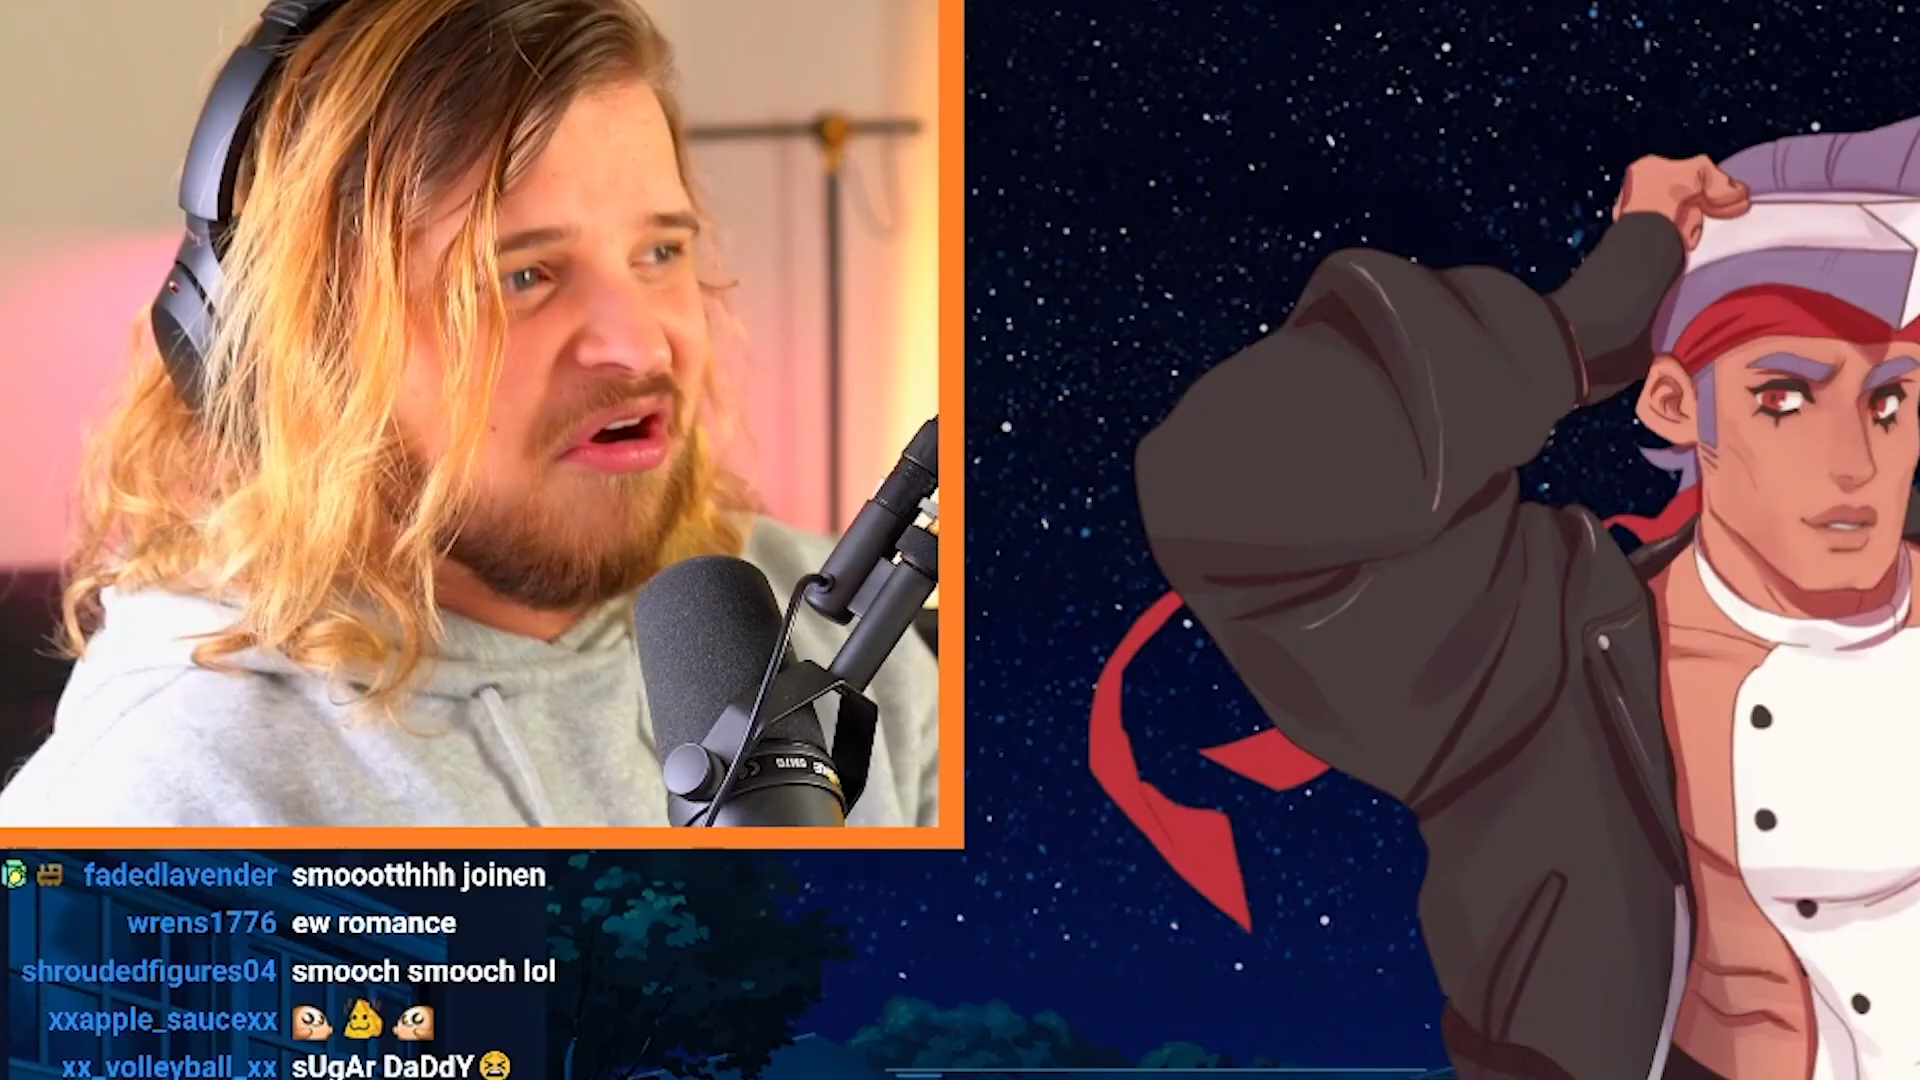 fadedlavender smooottthhh joinen
wrens1776 ew romance
shroudedfigures04 smooch smooch lol
xxapple_saucexx
xx_volleyball_xx sUgAr DaDdY